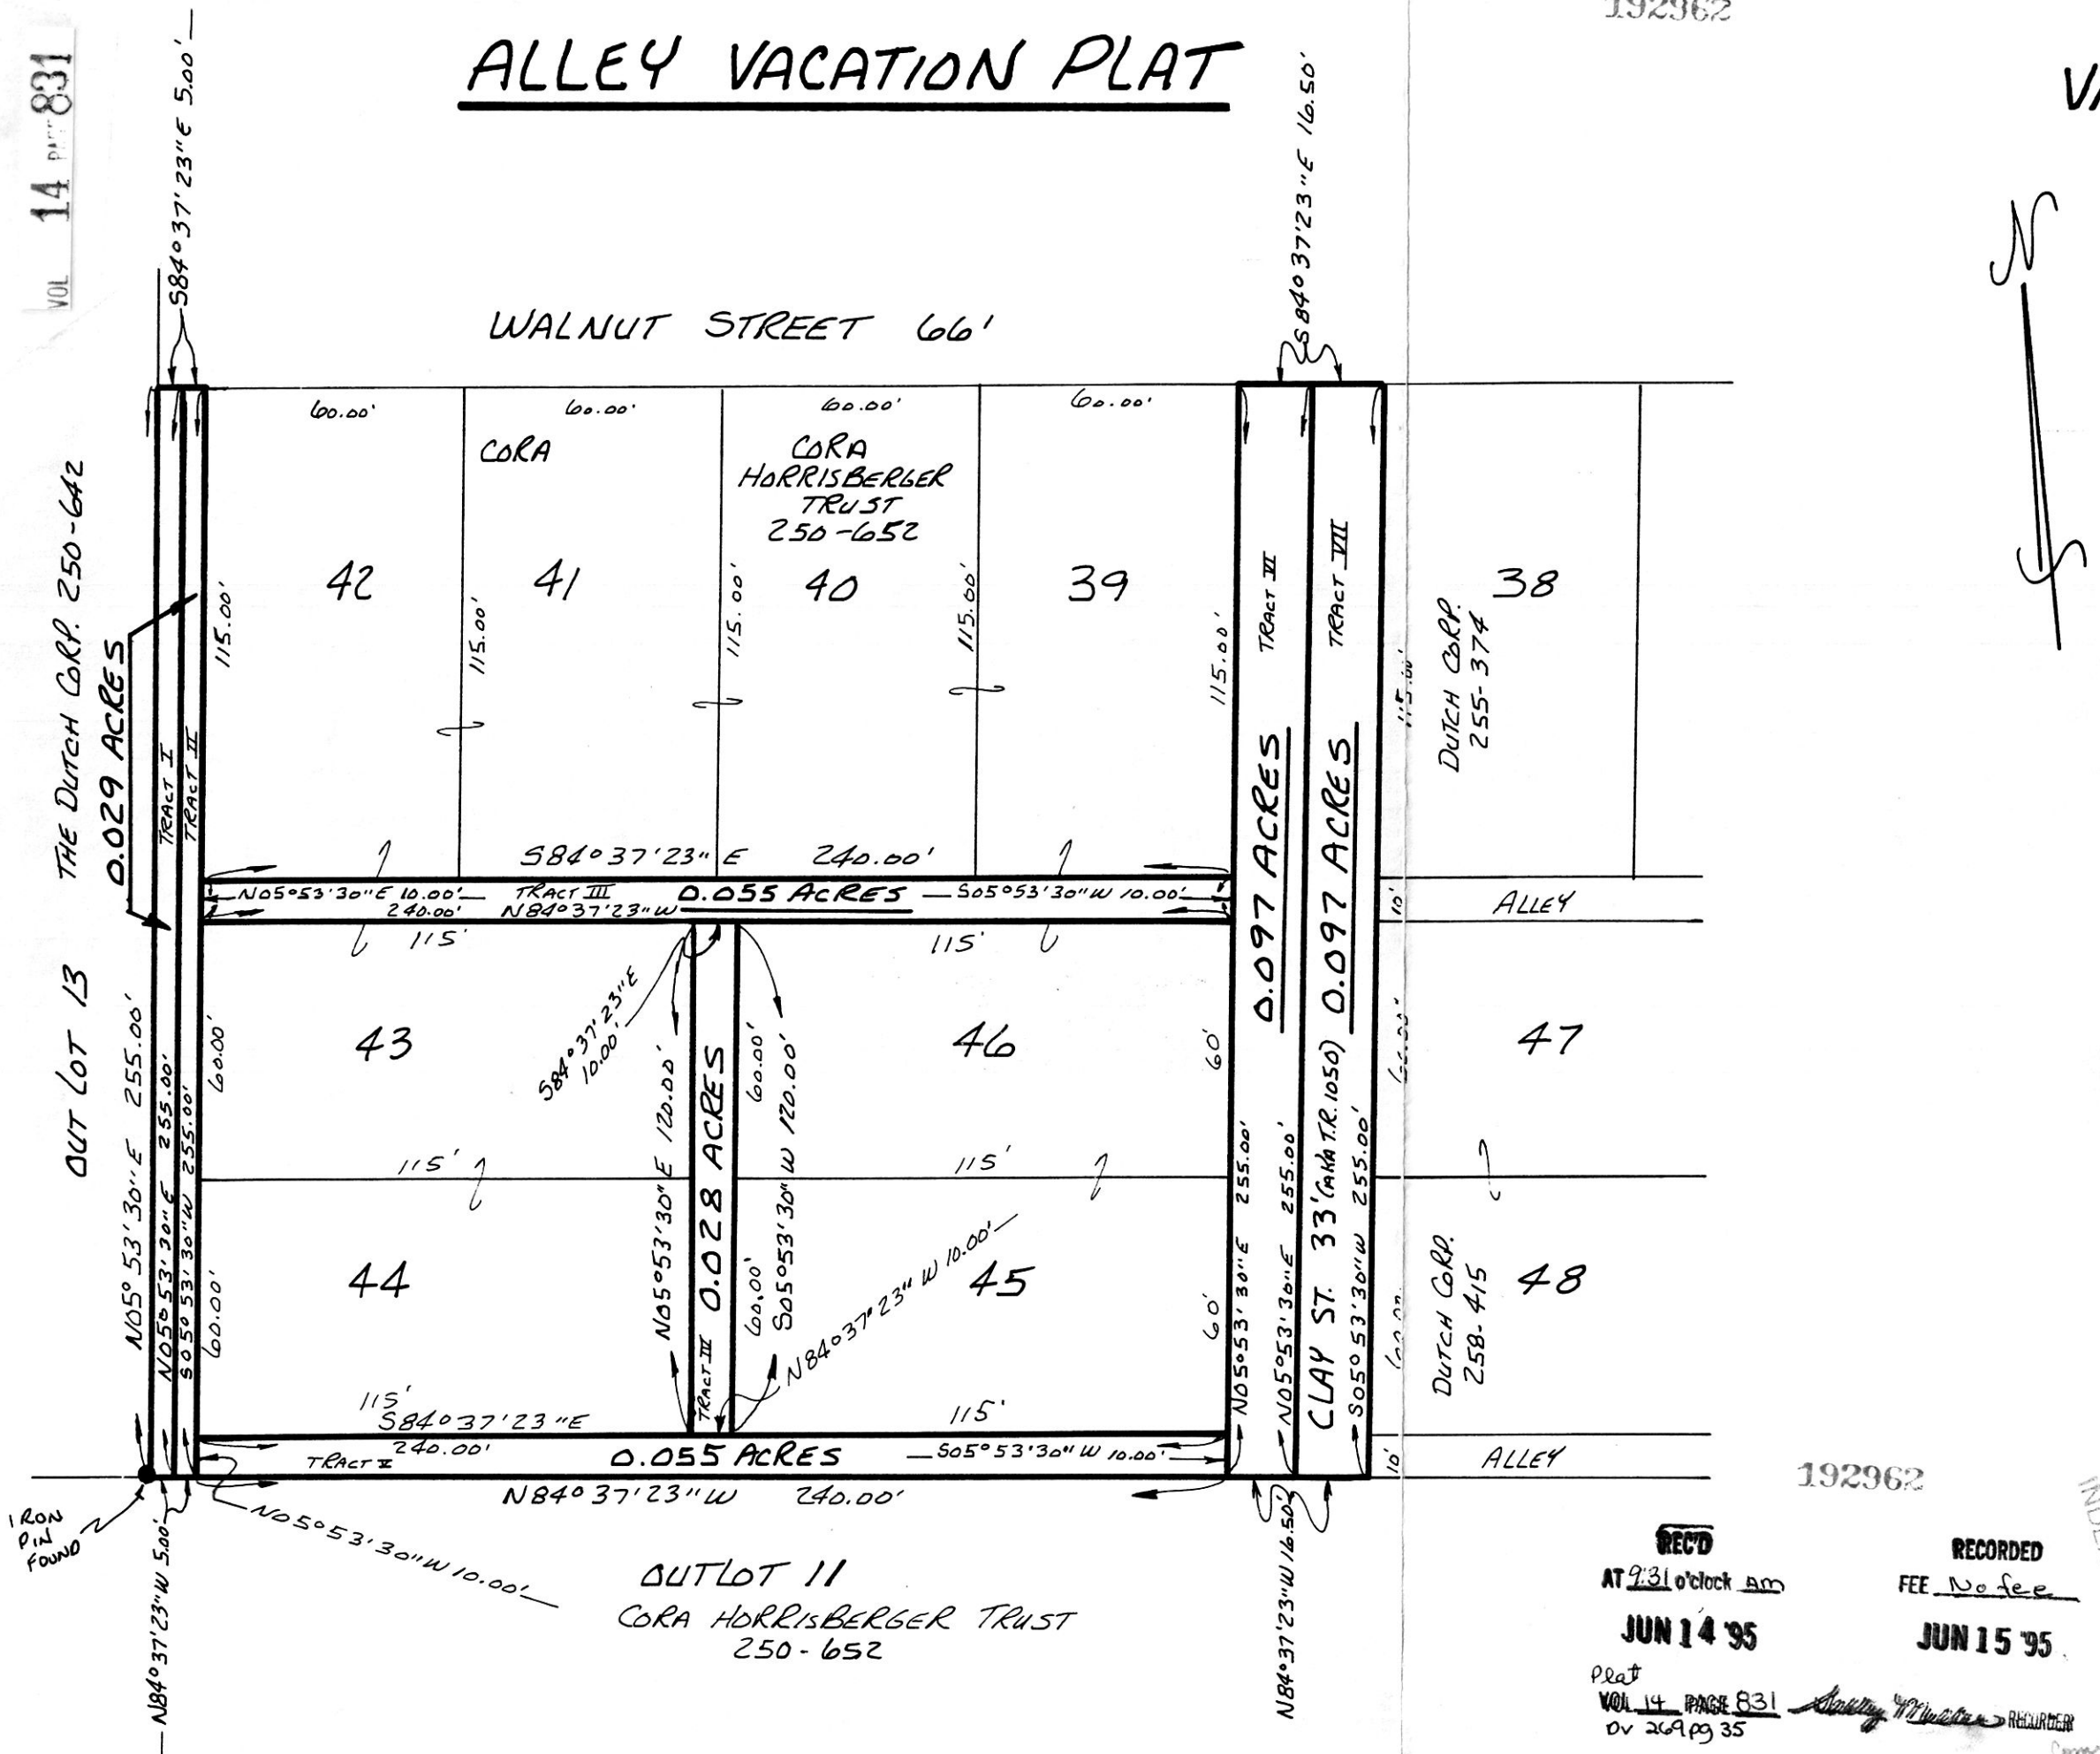 192962
ALLEY VACATION PLAT
VOL 14 PAGE 831
S84°37'23"E 5.00'
S84°37'23"E 16.50'
WALNUT STREET 66'
60.00'
60.00'
60.00'
60.00'
CORA
CORA
HORRISBERGER
TRUST
250-652
42
41
40
39
38
115.00'
115.00'
115.00'
115.00'
115.00'
THE DUTCH CORP. 250-642
0.029 ACRES
TRACT I
TRACT II
TRACT VI
TRACT VII
DUTCH CORP.
255-374
0.097 ACRES
0.097 ACRES
S84°37'23"E 240.00'
N05°53'30"E 10.00' TRACT III 0.055 ACRES S05°53'30"W 10.00'
240.00' N84°37'23"W
10'
ALLEY
115'
115'
OUT LOT 13
43
46
47
S84°37'23"E
10.00'
60.00'
60.00'
60'
N05°53'30"E 255.00'
N05°53'30"E 255.00'
S05°53'30"W 255.00'
N05°53'30"E 120.00'
0.028 ACRES
TRACT III
S05°53'30"W 120.00'
115'
115'
N05°53'30"E 255.00'
N05°53'30"E 255.00'
CLAY ST. 33' (AKA T.R. 1050)
S05°53'30"W 255.00'
44
45
48
60.00'
60.00'
60'
N84°37'23"W 10.00'
DUTCH CORP.
258-415
115'
115'
S84°37'23"E
240.00'
TRACT V
0.055 ACRES
S05°53'30"W 10.00'
10'
ALLEY
N84°37'23"W 240.00'
IRON
PIN
FOUND
N05°53'30"W 10.00'
N84°37'23"W 5.00'
N84°37'23"W 16.50'
OUTLOT 11
CORA HORRISBERGER TRUST
250-652
192962
REC'D
AT 9:31 o'clock Am
JUN 14 '95
RECORDED
FEE No fee
JUN 15 '95
Plat
VOL 14 PAGE 831
RECORDER
Dv 269 pg 35